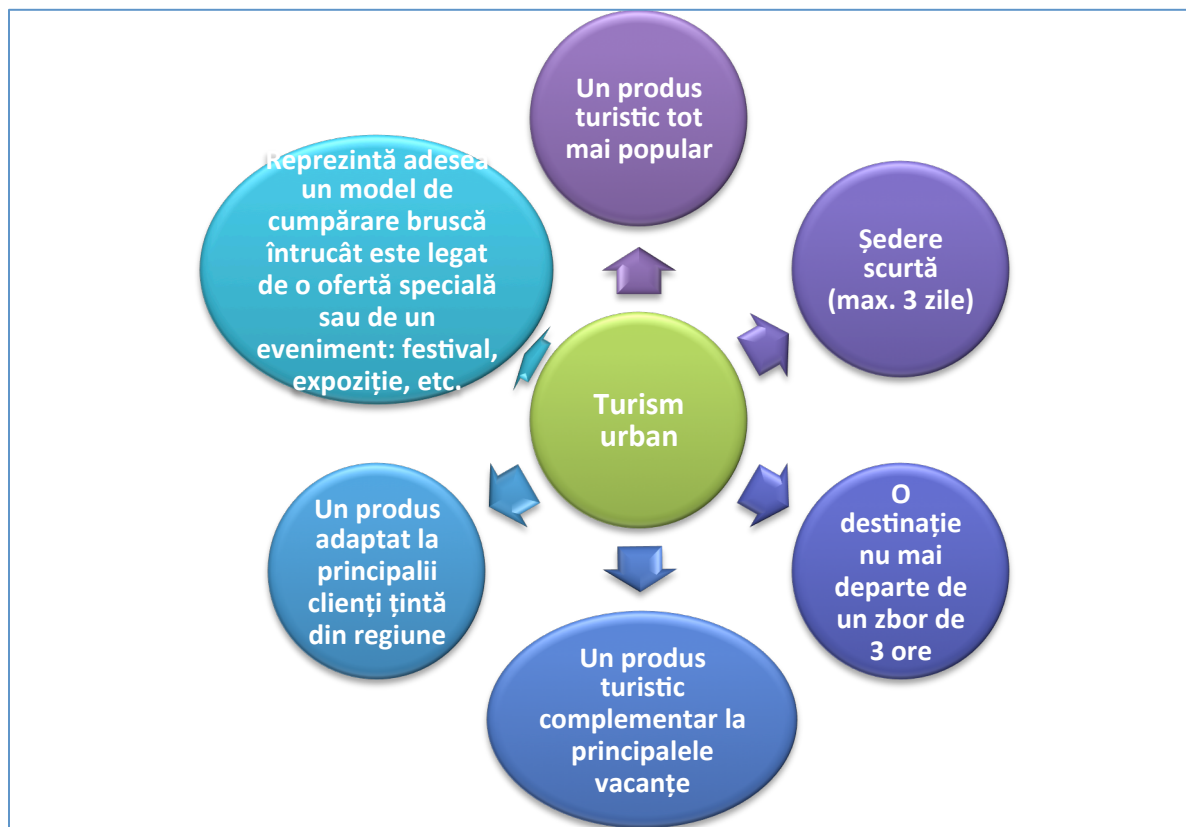 Un produs
turistic tot
mai popular
Ședere
scurtă
(max. 3 zile)
O
destinație
nu mai
departe de
un zbor de
3 ore
Un produs
turistic
complementar la
principalele
vacanțe
Un produs
adaptat la
principalii
clienți țintă
din regiune
Reprezintă adesea
un model de
cumpărare bruscă
întrucât este legat
de o ofertă specială
sau de un
eveniment: festival,
expoziție, etc.
Turism
urban